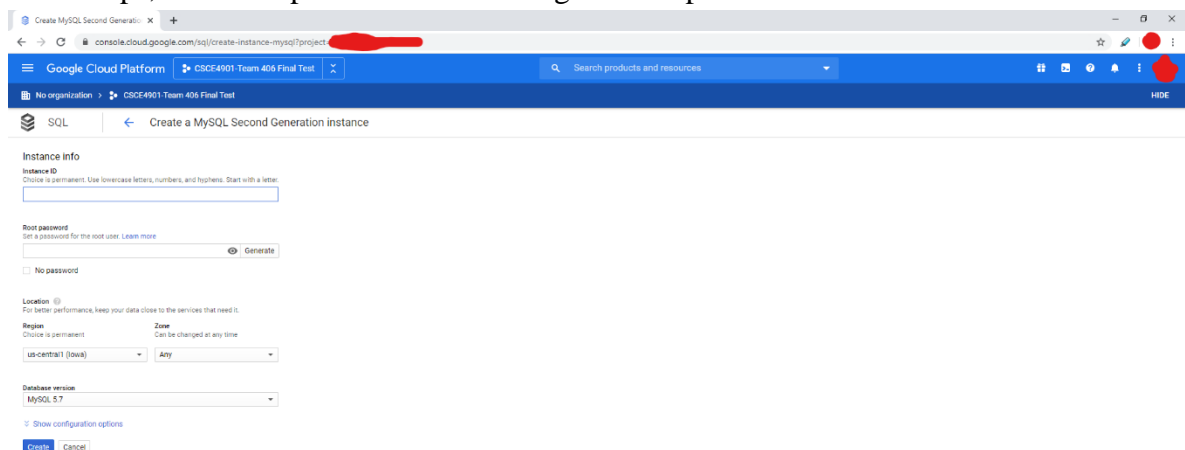 Create MySQL Second Generatio
console.cloud.google.com/sql/create-instance-mysql?project
Google Cloud Platform CSCE4901-Team 406 Final Test Search products and resources
No organization > CSCE4901-Team 406 Final Test HIDE
SQL Create a MySQL Second Generation instance
Instance info
Instance ID
Choice is permanent. Use lowercase letters, numbers, and hyphens. Start with a letter.
Root password
Set a password for the root user. Learn more
Generate
No password
Location
For better performance, keep your data close to the services that need it.
Region Zone
Choice is permanent Can be changed at any time
us-central1 (Iowa) Any
Database version
MySQL 5.7
Show configuration options
Create Cancel